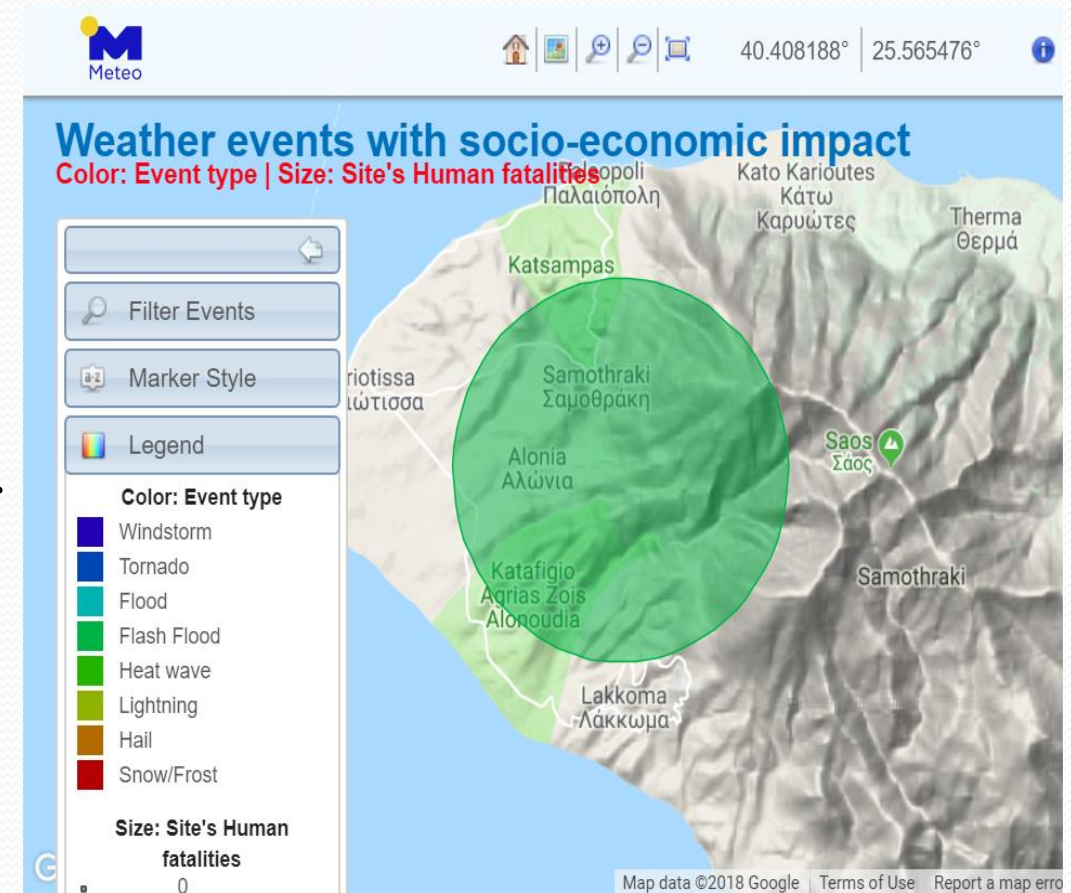 Meteo
40.408188° 25.565476°
Weather events with socio-economic impact
Color: Event type | Size: Site's Human fatalities
Παλαιόπολη
Kato Karioutes
Κάτω
Καρυώτες
Therma
Θερμά
Katsampas
Filter Events
Marker Style
Legend
Samothraki
Σαμοθράκη
Alonia
Αλώνια
Saos
Σάος
Katafigio
Agrias Zois
Alonoudia
Samothraki
Lakkoma
Λάκκωμα
Color: Event type
Windstorm
Tornado
Flood
Flash Flood
Heat wave
Lightning
Hail
Snow/Frost
Size: Site's Human
fatalities
0
Map data ©2018 Google
Terms of Use
Report a map erro